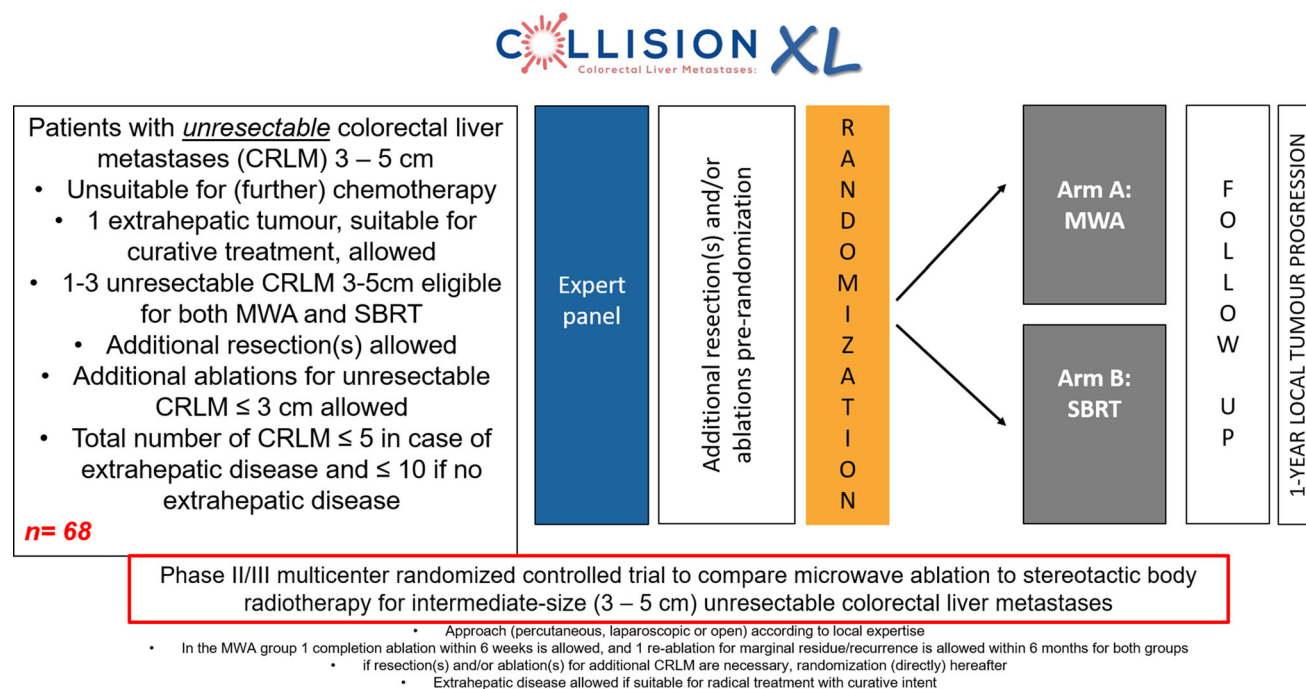 COLLISION XL
Colorectal Liver Metastases:
Patients with unresectable colorectal liver
metastases (CRLM) 3 – 5 cm
• Unsuitable for (further) chemotherapy
• 1 extrahepatic tumour, suitable for
curative treatment, allowed
• 1-3 unresectable CRLM 3-5cm eligible
for both MWA and SBRT
• Additional resection(s) allowed
• Additional ablations for unresectable
CRLM ≤ 3 cm allowed
• Total number of CRLM ≤ 5 in case of
extrahepatic disease and ≤ 10 if no
extrahepatic disease
n= 68
Expert
panel
Additional resection(s) and/or
ablations pre-randomization
RANDOMIZATION
Arm A:
MWA
Arm B:
SBRT
FOLLOW UP
1-YEAR LOCAL TUMOUR PROGRESSION
Phase II/III multicenter randomized controlled trial to compare microwave ablation to stereotactic body
radiotherapy for intermediate-size (3 – 5 cm) unresectable colorectal liver metastases
• Approach (percutaneous, laparoscopic or open) according to local expertise
• In the MWA group 1 completion ablation within 6 weeks is allowed, and 1 re-ablation for marginal residue/recurrence is allowed within 6 months for both groups
• if resection(s) and/or ablation(s) for additional CRLM are necessary, randomization (directly) hereafter
• Extrahepatic disease allowed if suitable for radical treatment with curative intent